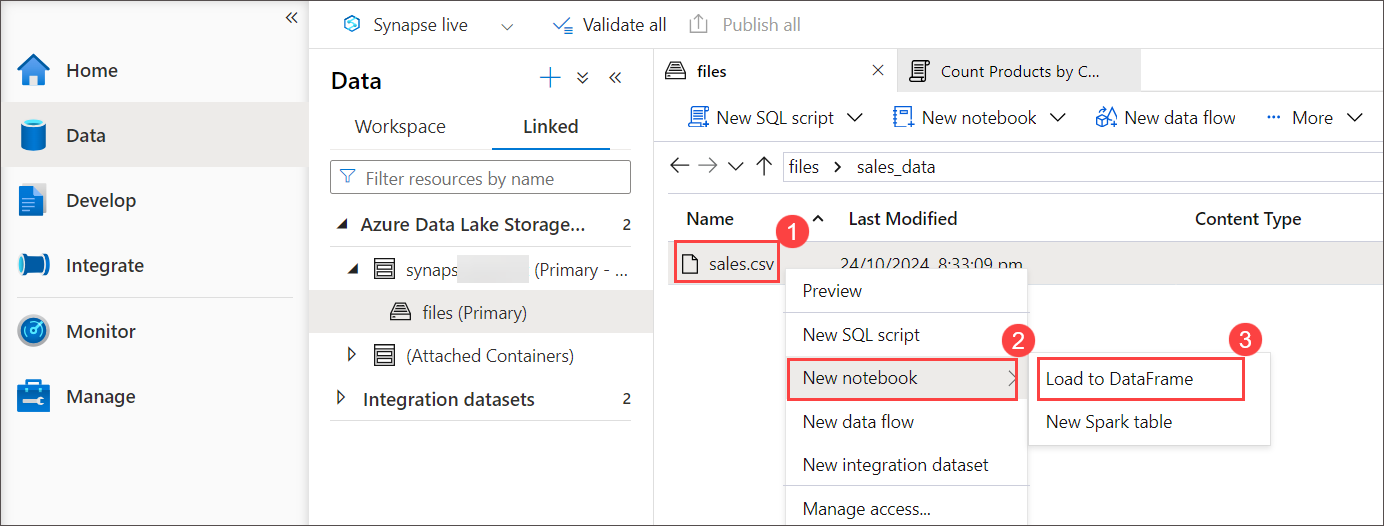 Synapse live
Validate all
Publish all
Home
Data
Develop
Integrate
Monitor
Manage
Data
Workspace
Linked
Filter resources by name
Azure Data Lake Storage... 2
synaps (Primary - ...
files (Primary)
(Attached Containers)
Integration datasets 2
files
Count Products by C...
New SQL script
New notebook
New data flow
More
files
sales_data
Name
Last Modified
Content Type
1
sales.csv
24/10/2024, 8:33:09 pm
Preview
New SQL script
2
New notebook
3
Load to DataFrame
New data flow
New Spark table
New integration dataset
Manage access...